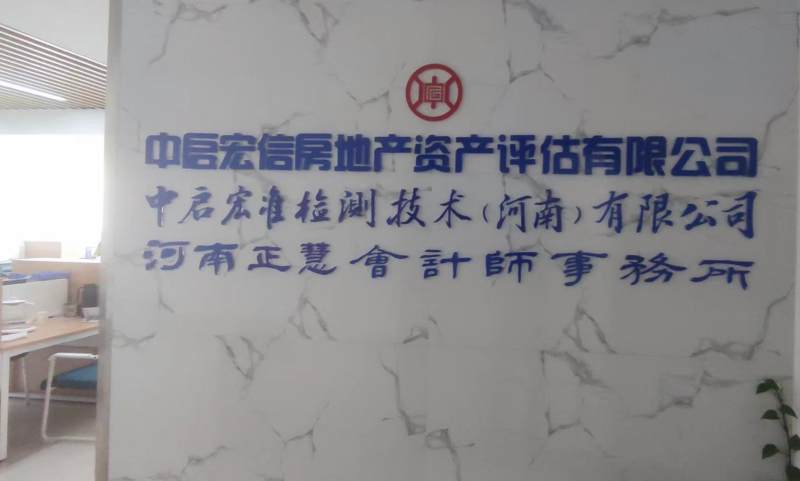 中启宏信房地产资产评估有限公司
中启宏准检测技术(河南)有限公司
河南正慧會計師事務所